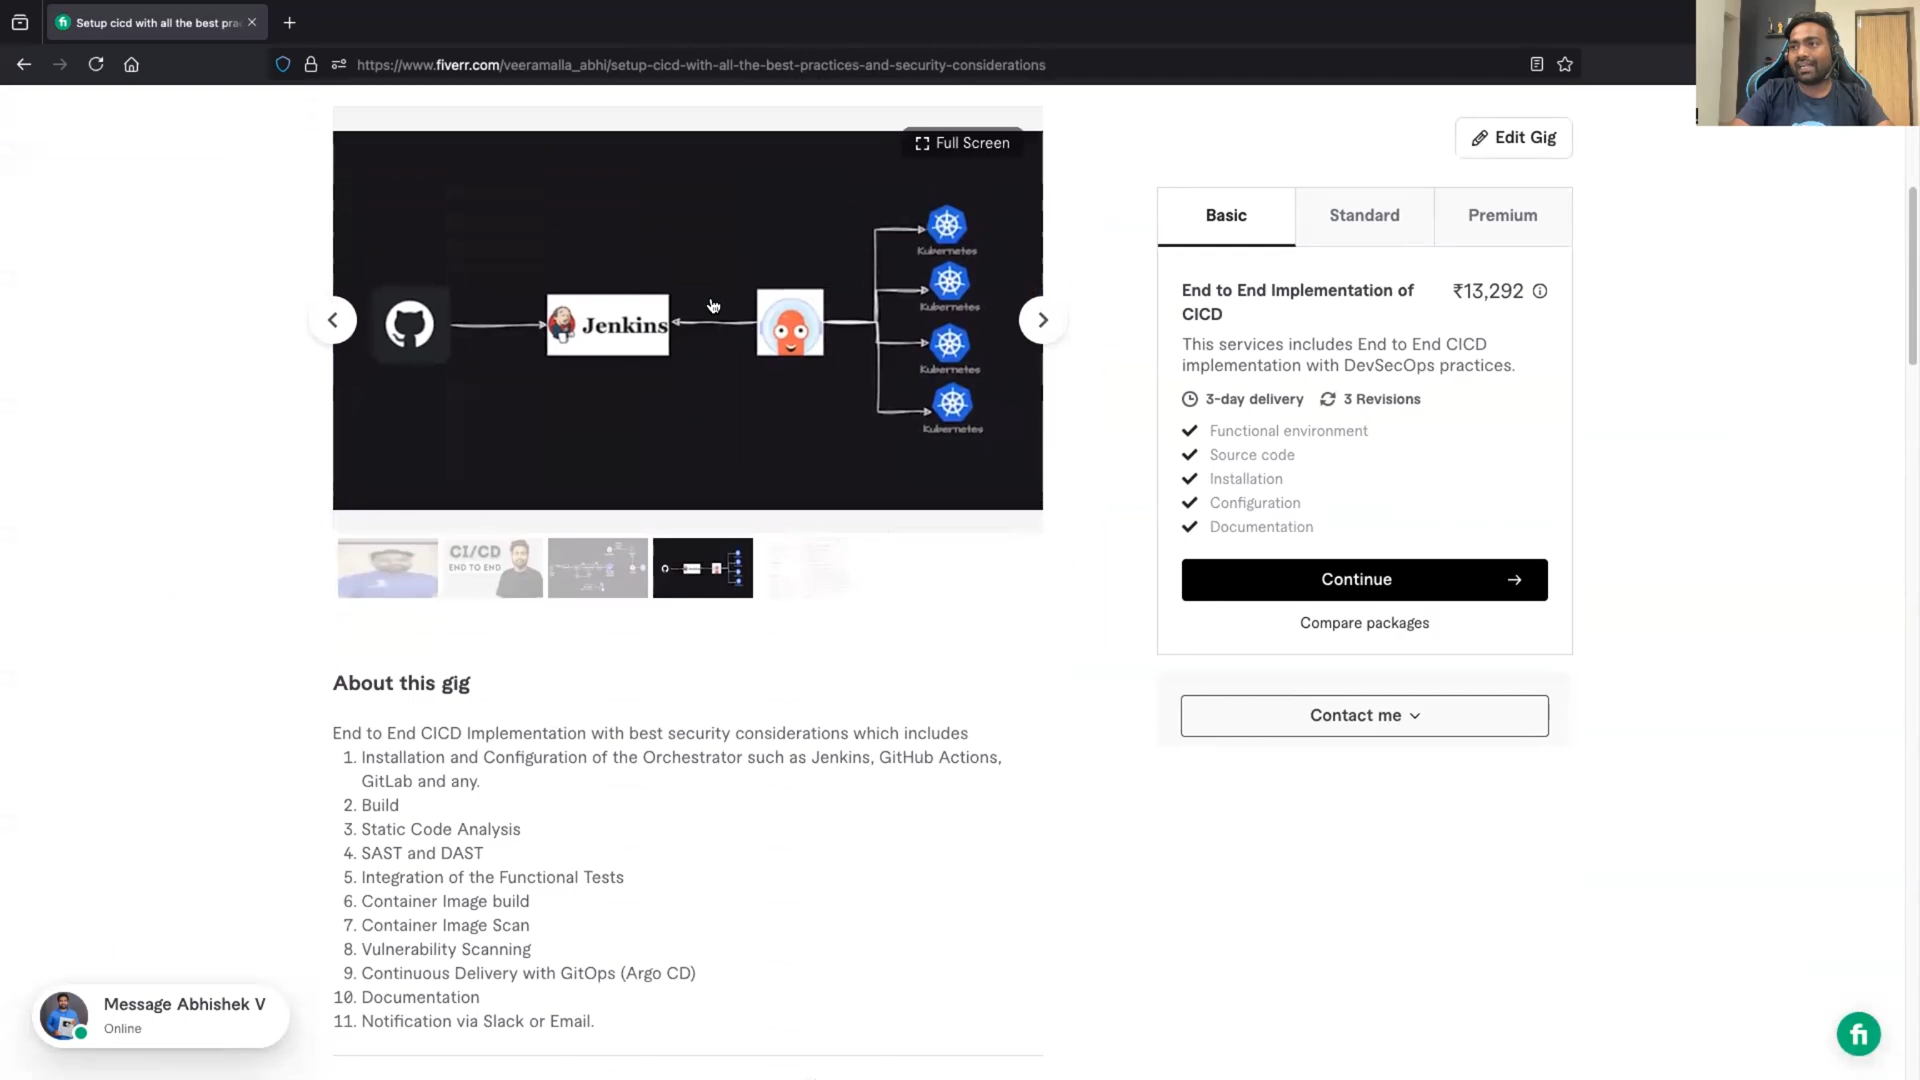 Setup cicd with all the best pra
https://www.fiverr.com/veeramalla_abhi/setup-cicd-with-all-the-best-practices-and-security-considerations
Full Screen
Kubernetes
Kubernetes
Jenkins
Kubernetes
Kubernetes
CI/CD
END TO END
Edit Gig
Basic
Standard
Premium
End to End Implementation of
CICD
₹13,292
This services includes End to End CICD
implementation with DevSecOps practices.
3-day delivery
3 Revisions
Functional environment
Source code
Installation
Configuration
Documentation
Continue
Compare packages
Contact me
About this gig
End to End CICD Implementation with best security considerations which includes
1. Installation and Configuration of the Orchestrator such as Jenkins, GitHub Actions,
GitLab and any.
2. Build
3. Static Code Analysis
4. SAST and DAST
5. Integration of the Functional Tests
6. Container Image build
7. Container Image Scan
8. Vulnerability Scanning
9. Continuous Delivery with GitOps (Argo CD)
10. Documentation
11. Notification via Slack or Email.
Message Abhishek V
Online
fi